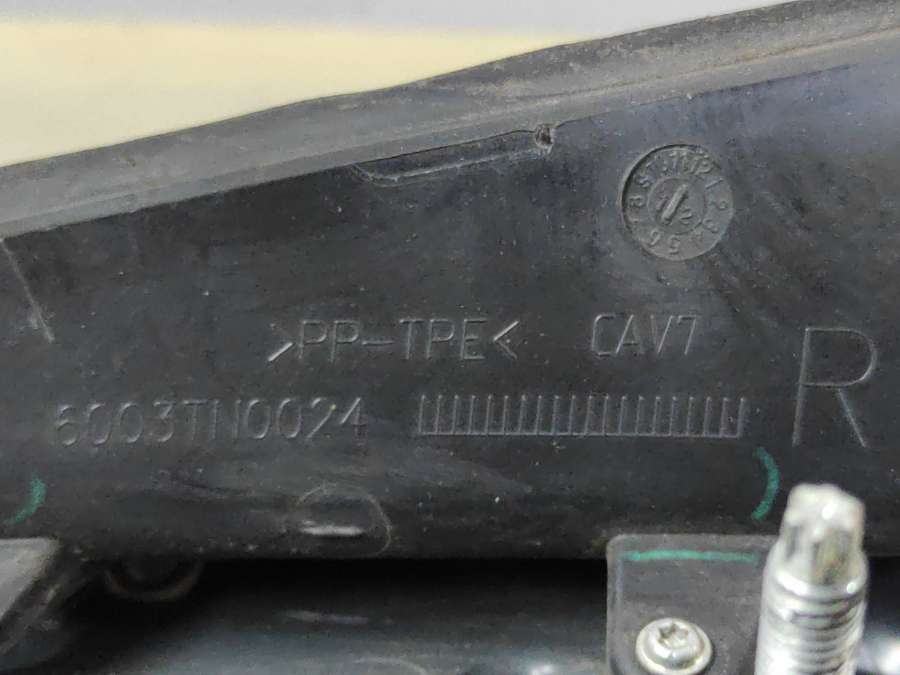 >PP-TPE< CAV7
6003TN0024
R